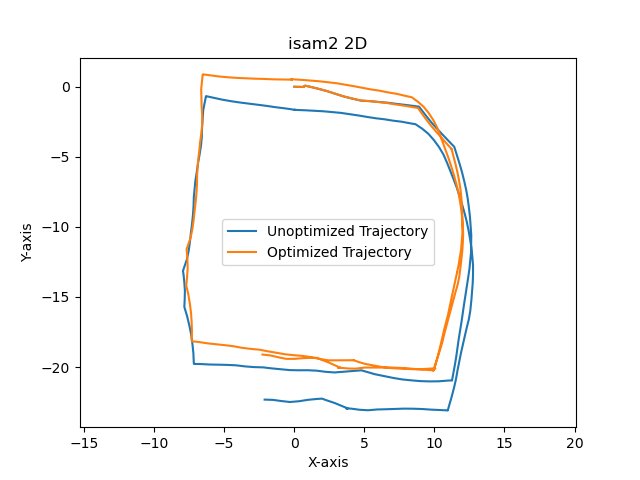 isam2 2D
0
−5
−10
−15
−20
Y-axis
Unoptimized Trajectory
Optimized Trajectory
−15 −10 −5 0 5 10 15 20
X-axis